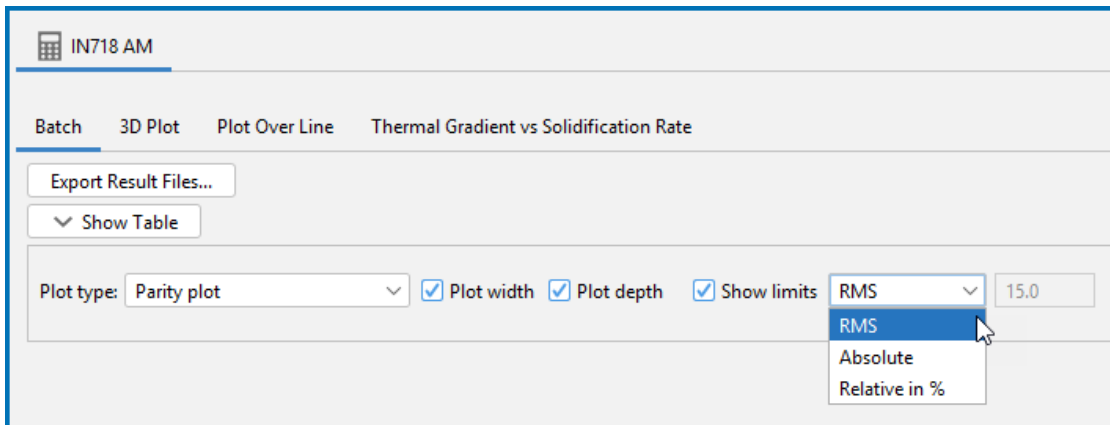 IN718 AM
Batch 3D Plot Plot Over Line Thermal Gradient vs Solidification Rate
Export Result Files...
Show Table
Plot type: Parity plot Plot width Plot depth Show limits RMS 15.0
RMS
Absolute
Relative in %